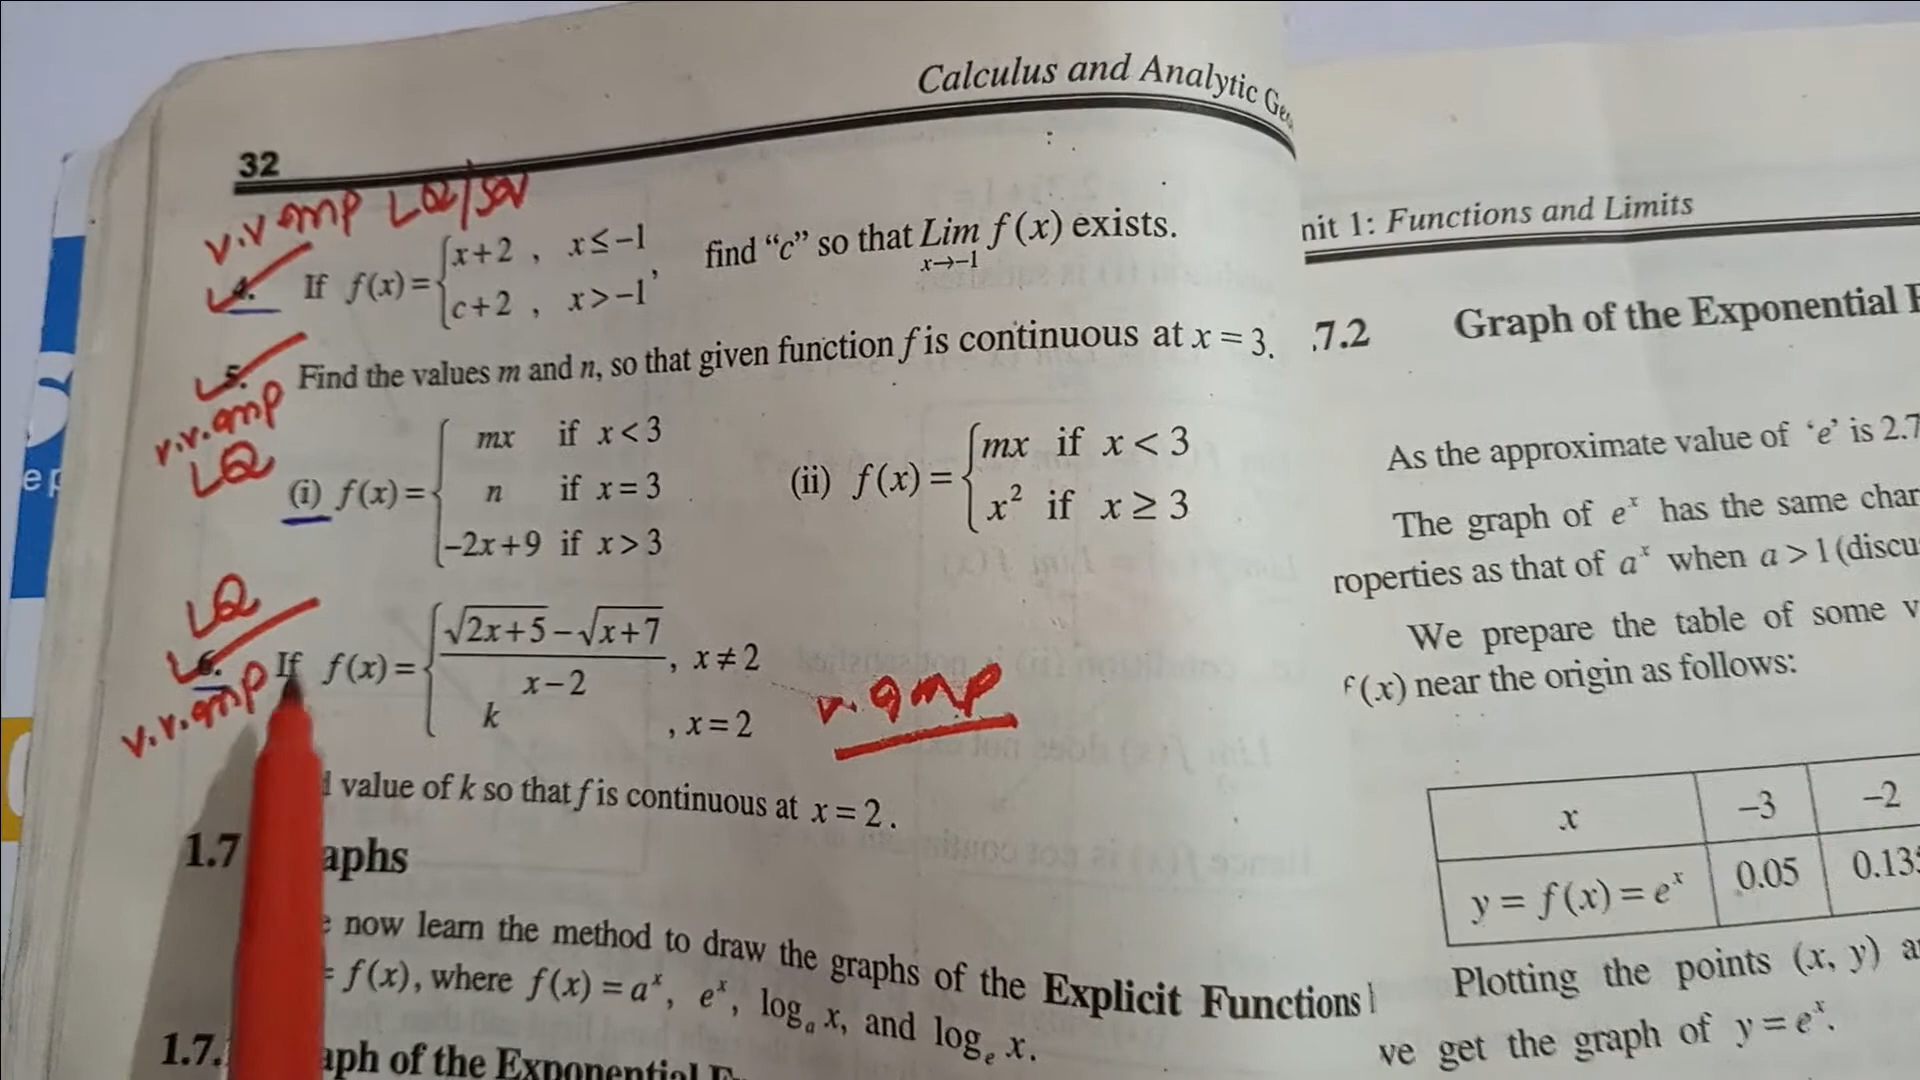 Calculus and Analytic
32
v.v imp LQ/SQ
4. If f(x) = { x+2 , x ≤ -1
c+2 , x > -1 , find “c” so that Lim f(x) exists.
x→-1
5. Find the values m and n, so that given function f is continuous at x = 3.
v.v.imp
LQ
(i) f(x) = { mx if x < 3
n if x = 3
-2x+9 if x > 3
(ii) f(x) = { mx if x < 3
x² if x ≥ 3
LQ
6. If f(x) = { (√2x+5 - √x+7) / (x-2) , x ≠ 2
k , x = 2
v.v.imp
v.imp
value of k so that f is continuous at x = 2.
1.7 aphs
now learn the method to draw the graphs of the Explicit Functions
= f(x), where f(x) = aˣ, eˣ, logₐ x, and logₑ x.
1.7. aph of the Exponential
nit 1: Functions and Limits
.7.2 Graph of the Exponential
As the approximate value of ‘e’ is 2.7
The graph of eˣ has the same char
roperties as that of aˣ when a > 1 (discu
We prepare the table of some v
f(x) near the origin as follows:
x -3 -2
y = f(x) = eˣ 0.05 0.135
Plotting the points (x, y) a
ve get the graph of y = eˣ.
ep